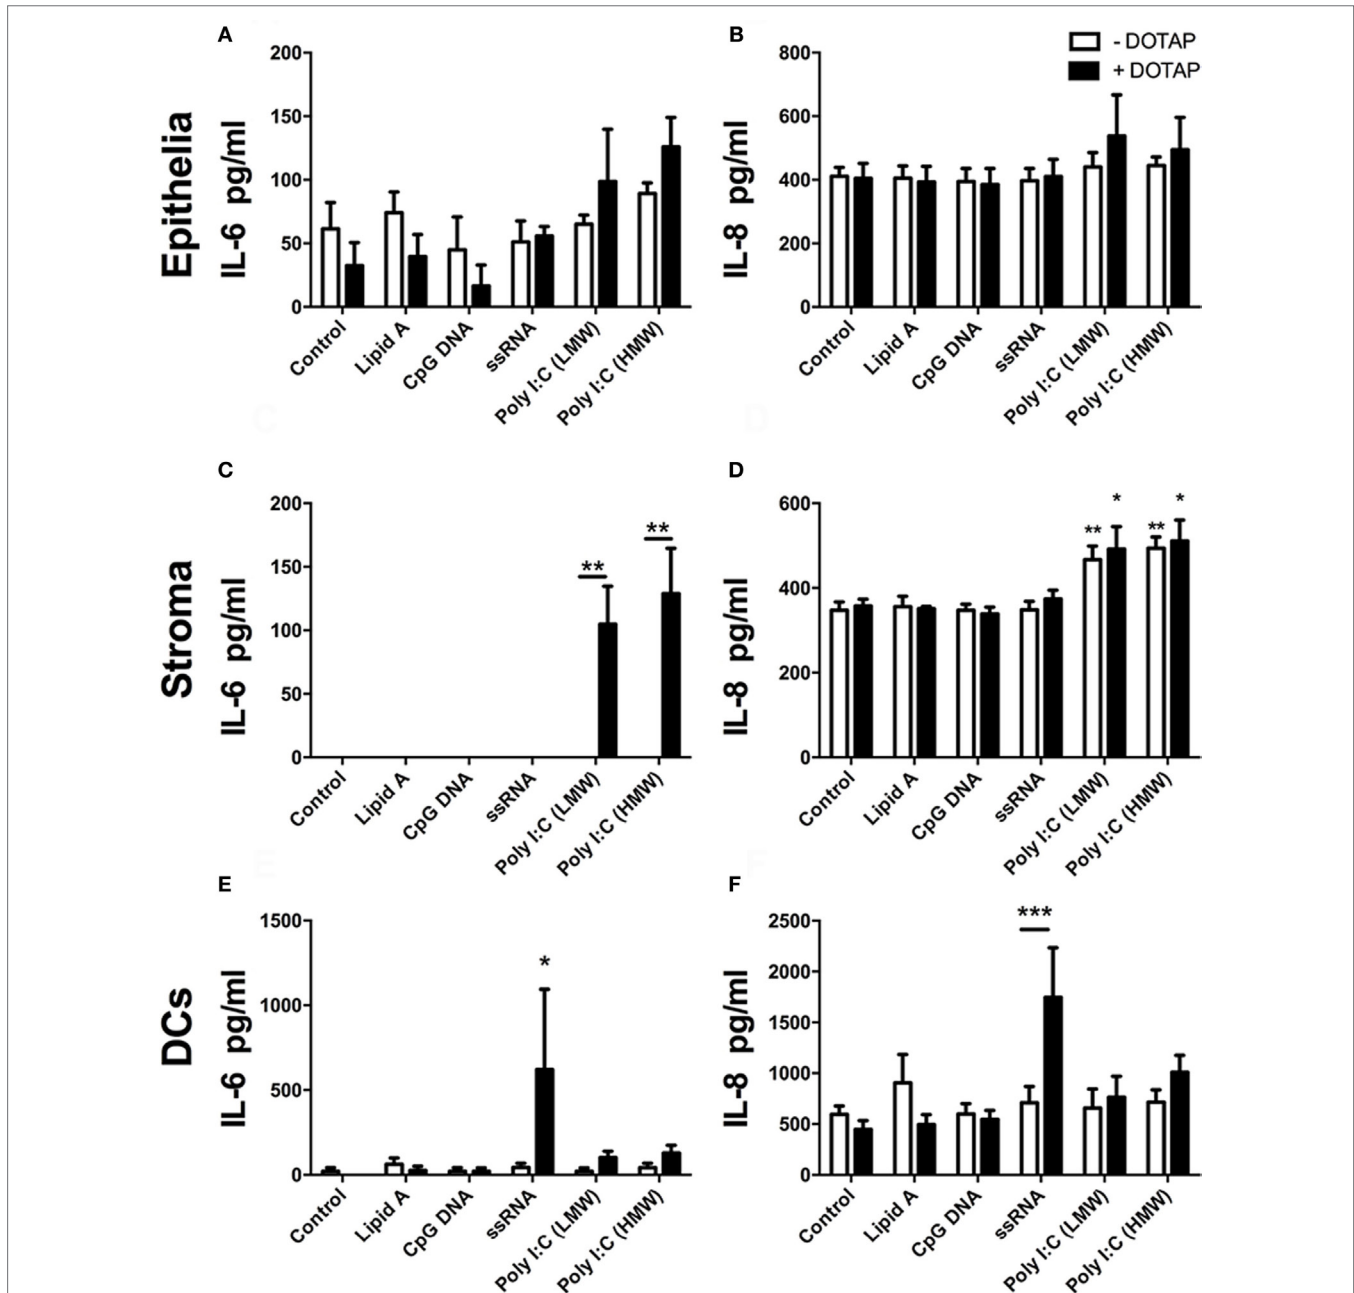 A
B
- DOTAP
+ DOTAP
Epithelia
IL-6 pg/ml
200
150
100
50
0
Control
Lipid A
CpG DNA
ssRNA
Poly I:C (LMW)
Poly I:C (HMW)
IL-8 pg/ml
800
600
400
200
0
Control
Lipid A
CpG DNA
ssRNA
Poly I:C (LMW)
Poly I:C (HMW)
C
D
C
D
Stroma
IL-6 pg/ml
200
150
100
50
0
**
**
Control
Lipid A
CpG DNA
ssRNA
Poly I:C (LMW)
Poly I:C (HMW)
IL-8 pg/ml
600
400
200
0
**
*
**
*
Control
Lipid A
CpG DNA
ssRNA
Poly I:C (LMW)
Poly I:C (HMW)
E
F
E
F
DCs
IL-6 pg/ml
1500
1000
500
0
*
Control
Lipid A
CpG DNA
ssRNA
Poly I:C (LMW)
Poly I:C (HMW)
IL-8 pg/ml
2500
2000
1500
1000
500
0
***
Control
Lipid A
CpG DNA
ssRNA
Poly I:C (LMW)
Poly I:C (HMW)